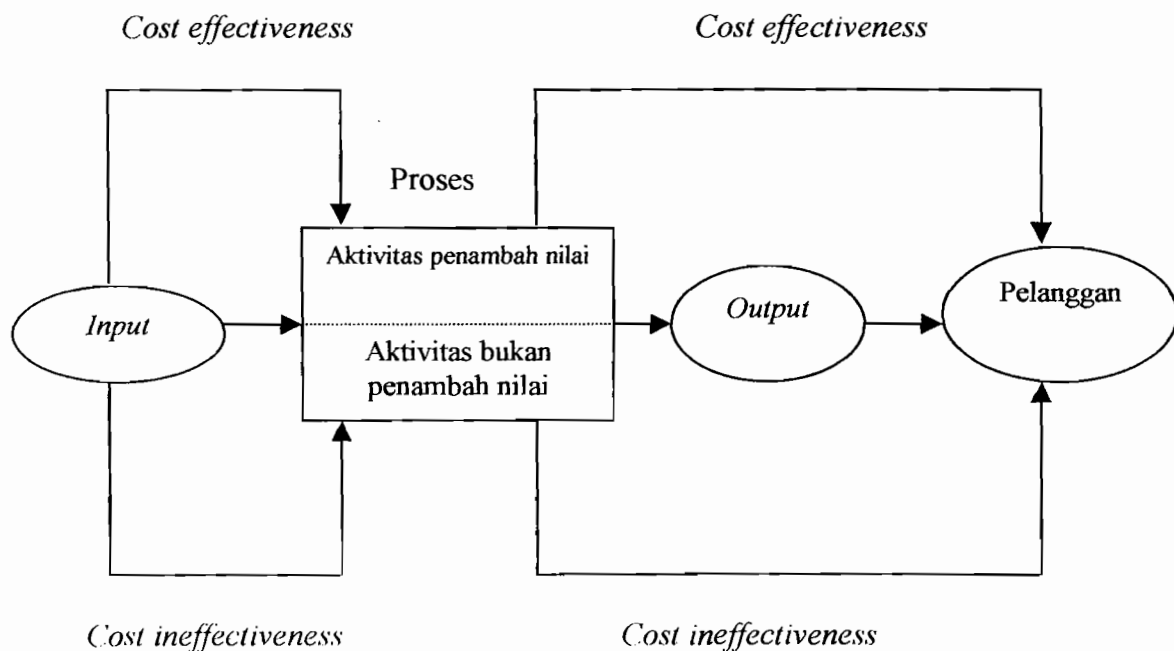 Cost effectiveness
Cost effectiveness
Proses
Aktivitas penambah nilai
Input
Output
Pelanggan
Aktivitas bukan
penambah nilai
Cost ineffectiveness
Cost ineffectiveness